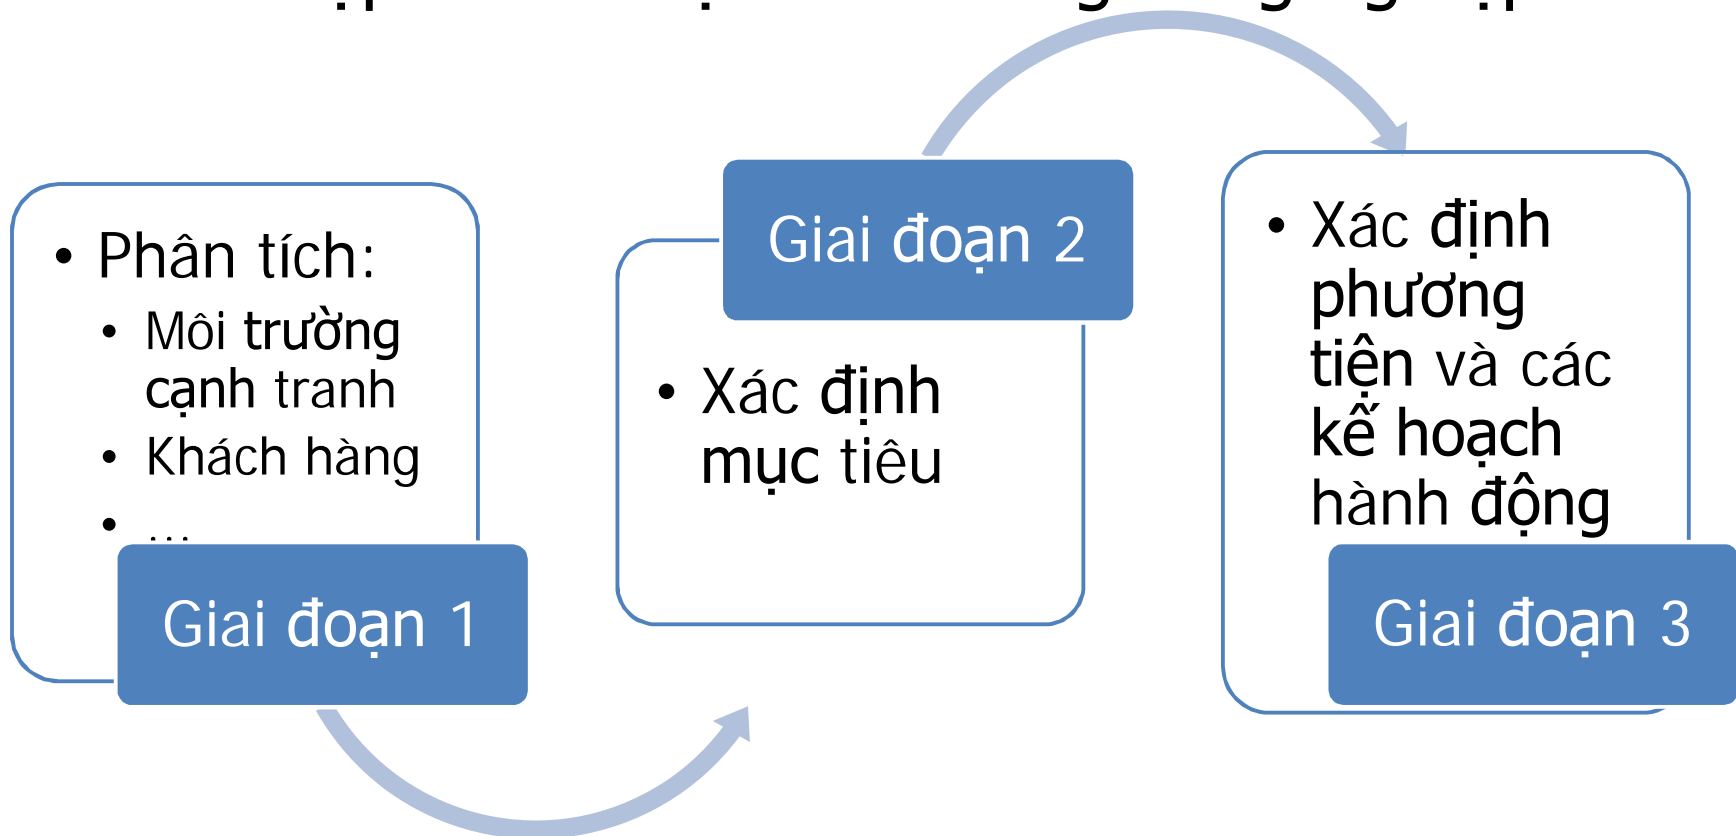 • Phân tích:
• Môi trường
cạnh tranh
• Khách hàng
• ...
Giai đoạn 1
Giai đoạn 2
• Xác định
mục tiêu
• Xác định
phương
tiện và các
kế hoạch
hành động
Giai đoạn 3